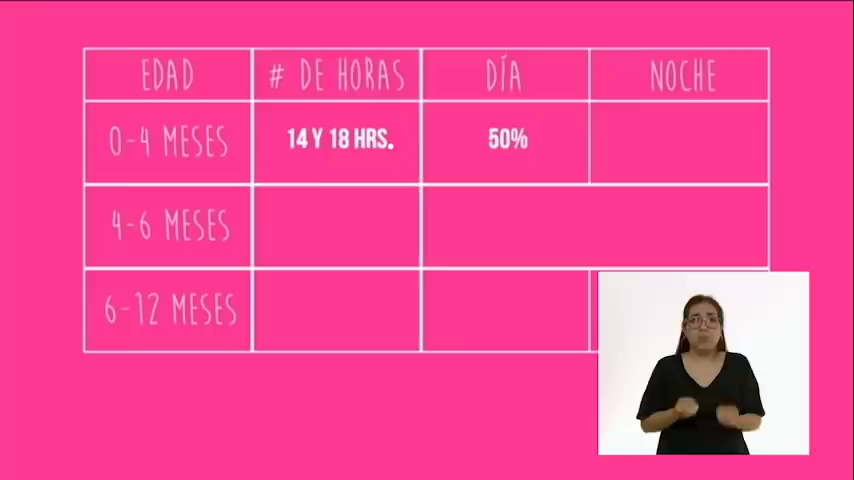 EDAD # DE HORAS DÍA NOCHE
0-4 MESES 14 Y 18 HRS. 50%
4-6 MESES
6-12 MESES